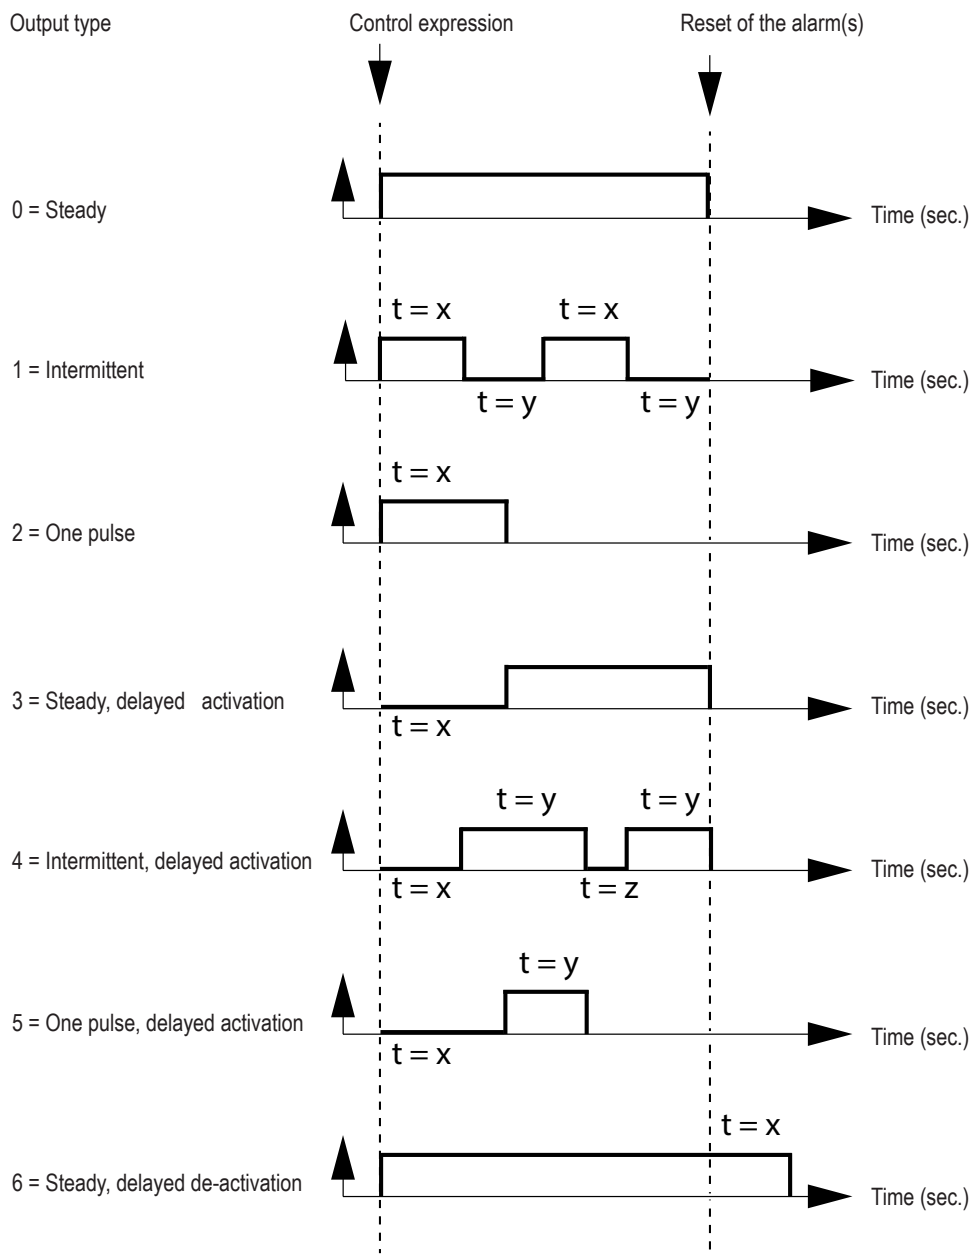 Output type Control expression Reset of the alarm(s)
0 = Steady Time (sec.)
t = x t = x
1 = Intermittent Time (sec.)
t = y t = y
t = x
2 = One pulse Time (sec.)
3 = Steady, delayed activation Time (sec.)
t = x
t = y t = y
4 = Intermittent, delayed activation Time (sec.)
t = x t = z
t = y
5 = One pulse, delayed activation Time (sec.)
t = x
t = x
6 = Steady, delayed de-activation Time (sec.)